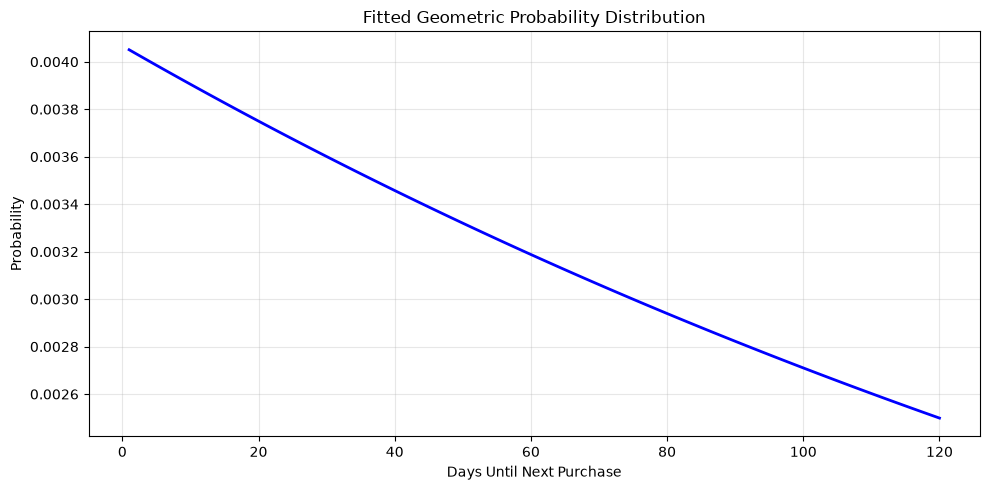 Fitted Geometric Probability Distribution
0.0040
0.0038
0.0036
0.0034
0.0032
0.0030
0.0028
0.0026
Probability
0 20 40 60 80 100 120
Days Until Next Purchase